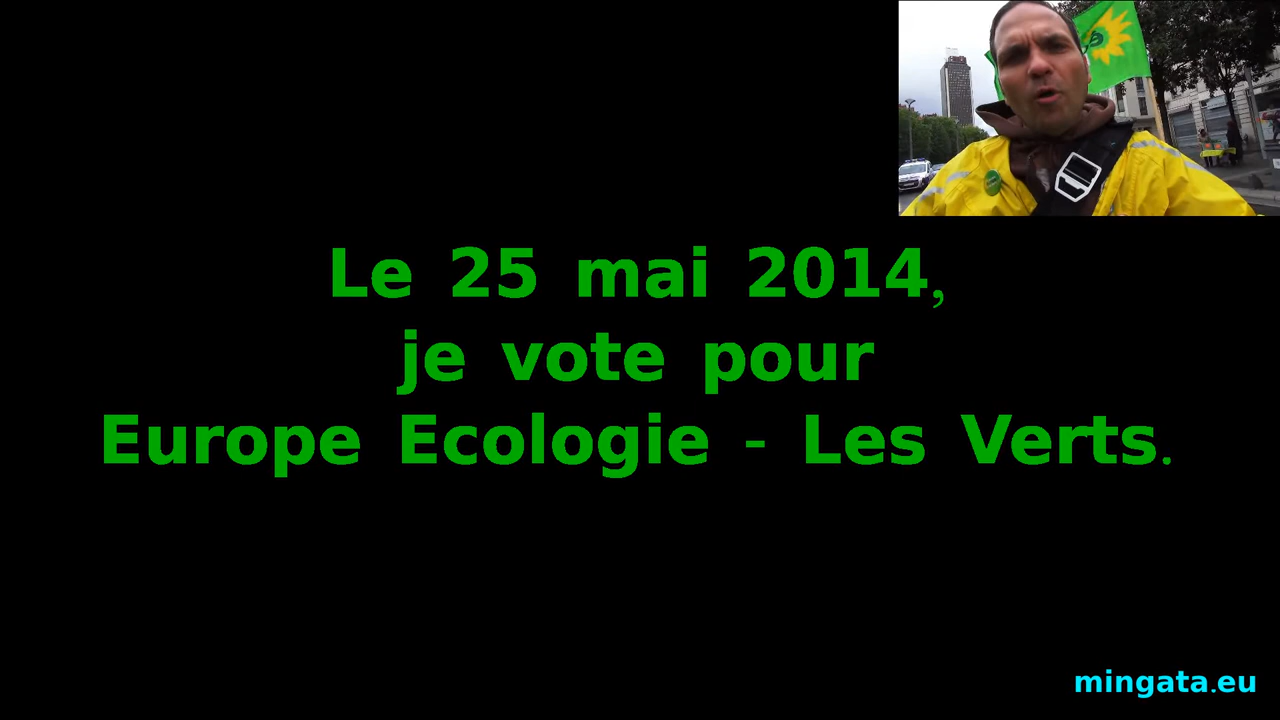 Le 25 mai 2014,
je vote pour
Europe Ecologie - Les Verts.
mingata.eu